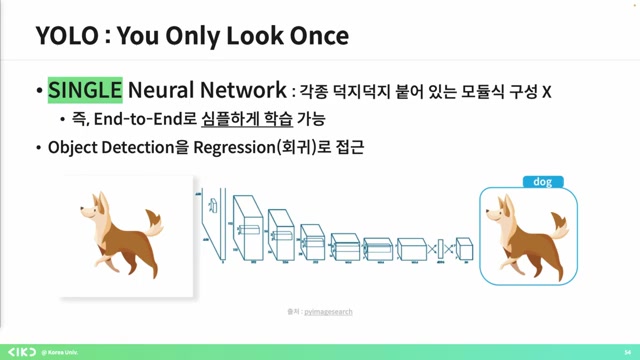 YOLO : You Only Look Once
• SINGLE Neural Network : 각종 덕지덕지 붙어 있는 모듈식 구성 X
• 즉, End-to-End로 심플하게 학습 가능
• Object Detection을 Regression(회귀)로 접근
dog
출처 : pyimagesearch
@ Korea Univ.
34